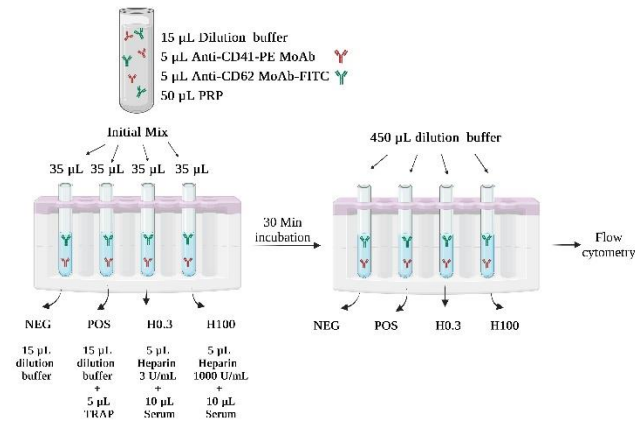 15 µL Dilution buffer
5 µL Anti-CD41-PE MoAb
5 µL Anti-CD62 MoAb-FITC
50 µL PRP
Initial Mix
35 µL 35 µL 35 µL 35 µL
450 µL dilution buffer
30 Min
incubation
Flow
cytometry
NEG POS H0.3 H100
15 µL
dilution
buffer
15 µL
dilution
buffer
+
5 µL
TRAP
5 µL
Heparin
3 U/mL
+
10 µL
Serum
5 µL
Heparin
1000 U/mL
+
10 µL
Serum
NEG POS H0.3 H100